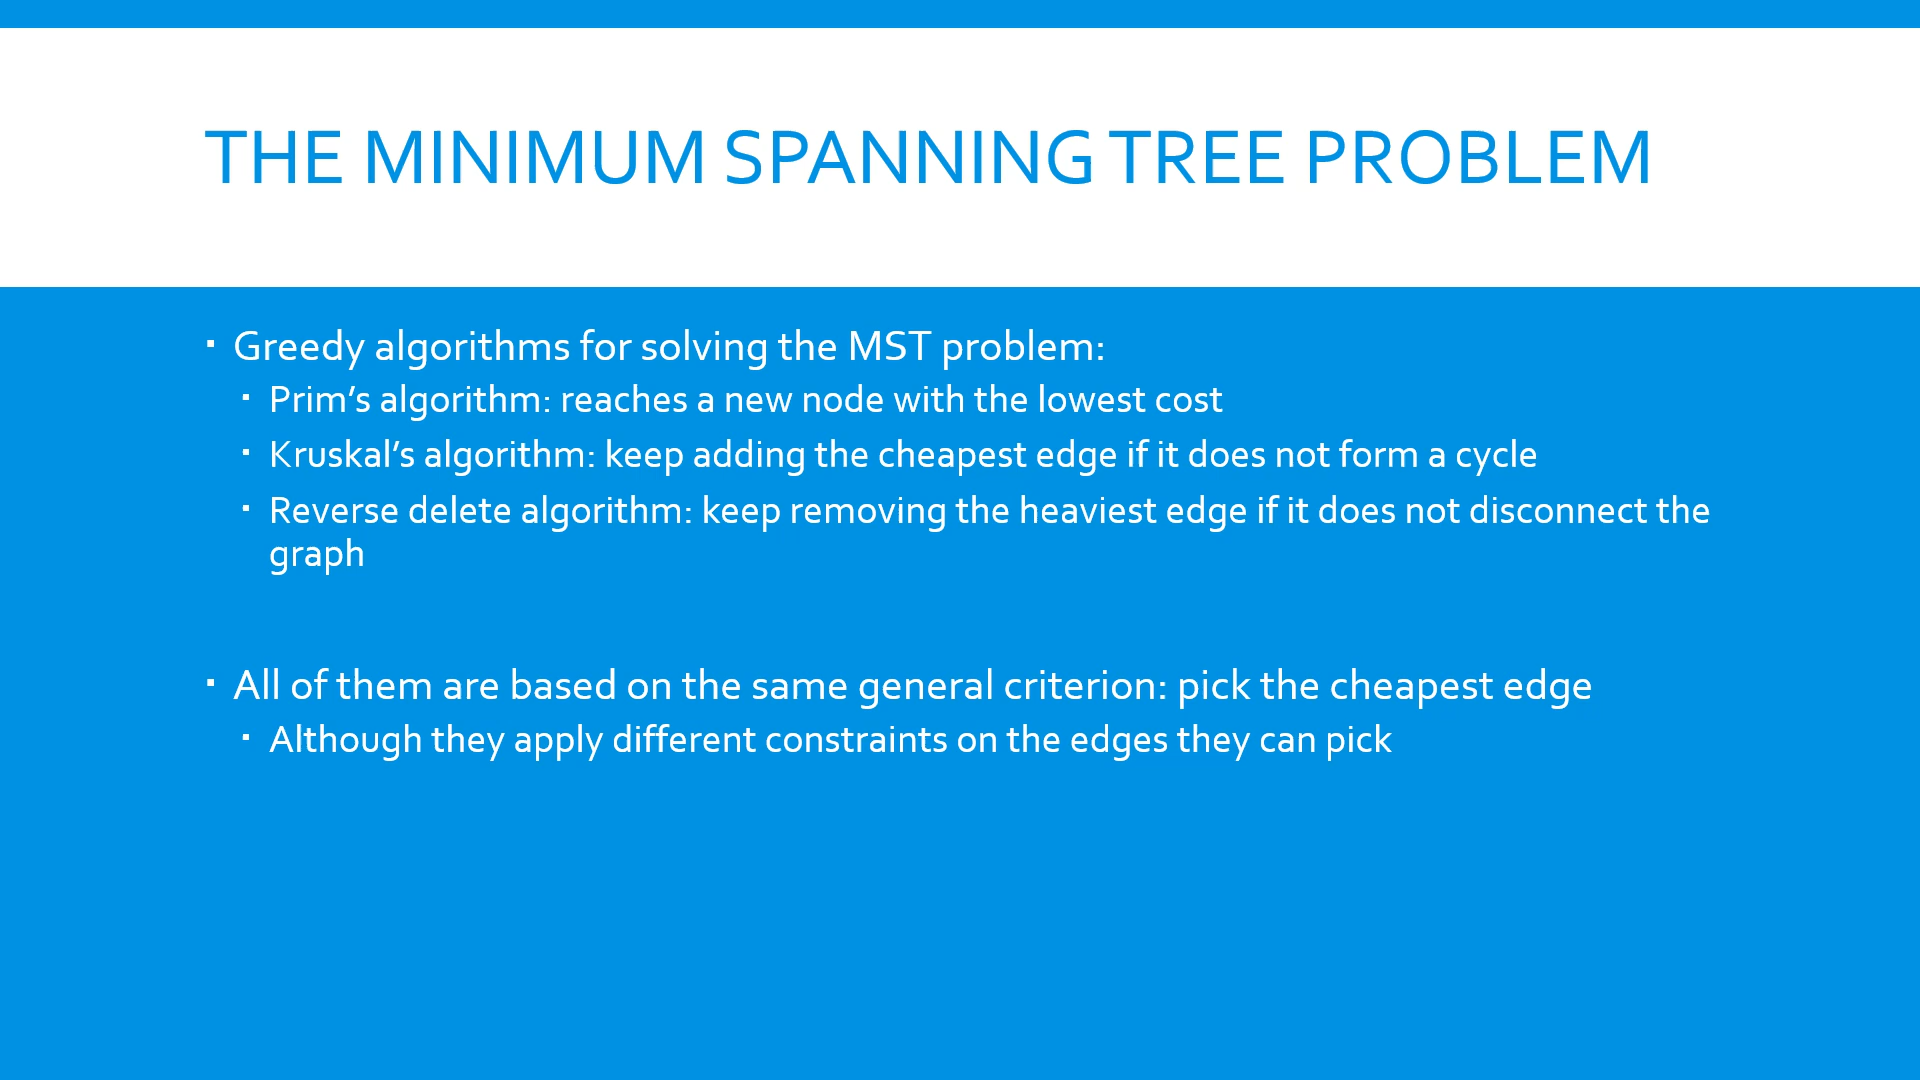 THE MINIMUM SPANNING TREE PROBLEM
▪ Greedy algorithms for solving the MST problem:
▪ Prim’s algorithm: reaches a new node with the lowest cost
▪ Kruskal’s algorithm: keep adding the cheapest edge if it does not form a cycle
▪ Reverse delete algorithm: keep removing the heaviest edge if it does not disconnect the
graph
▪ All of them are based on the same general criterion: pick the cheapest edge
▪ Although they apply different constraints on the edges they can pick